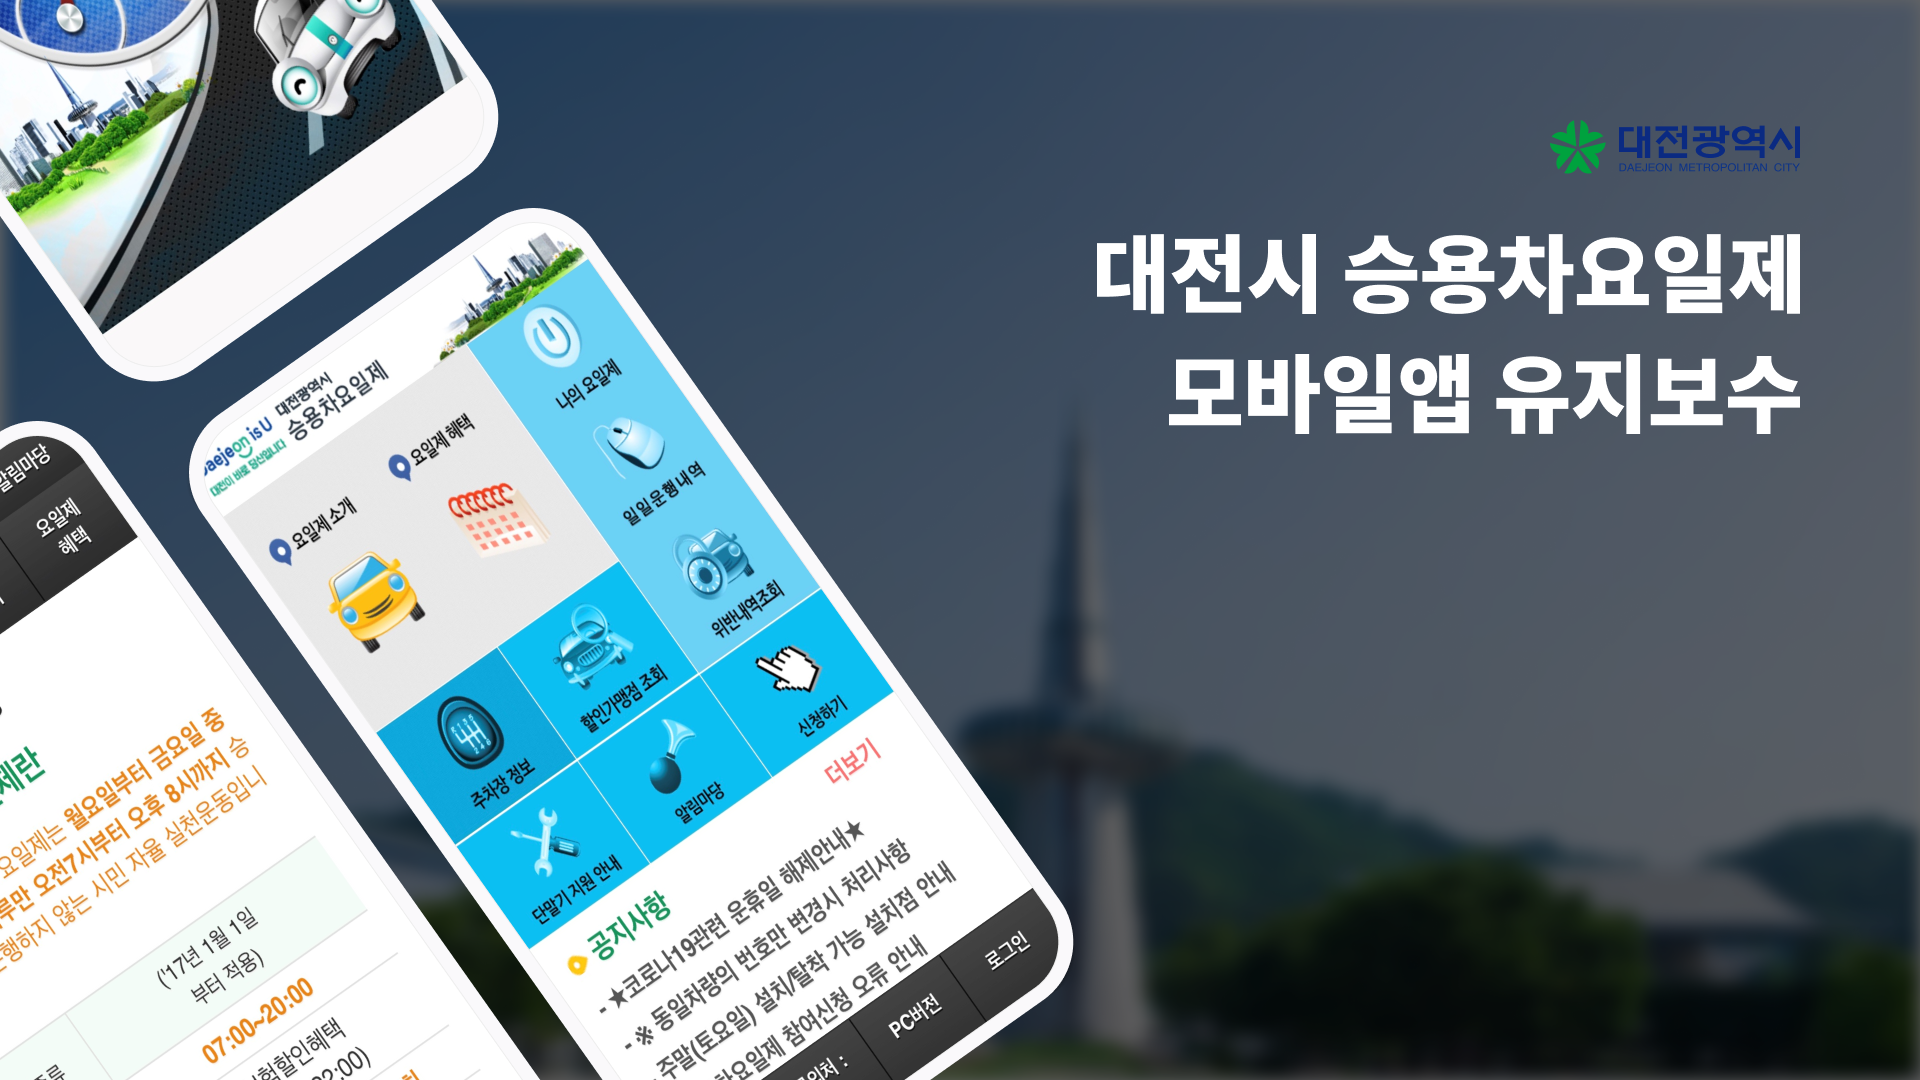 대전광역시
DAEJEON METROPOLITAN CITY
대전시 승용차요일제
모바일앱 유지보수
Daejeon is U
대전이 바로 당신입니다
대전광역시
승용차요일제
요일제 소개
요일제 혜택
나의 요일제
일일운행내역
위반내역조회
주차장 정보
할인가맹점 조회
단말기 지원 안내
알림마당
신청하기
공지사항
더보기
- ★코로나19관련 운휴일 해제안내★
- ※ 동일차량의 번호만 변경시 처리사항
주말(토요일) 설치/탈착 가능 설치점 안내
차요일제 참여신청 오류 안내
PC버전
로그인
알림마당
요일제
혜택
제란
요일제는 월요일부터 금요일 중
루만 오전7시부터 오후 8시까지 승
행하지 않는 시민 자율 실천운동입니
('17년 1월 1일
부터 적용)
07:00~20:00
험할인혜택